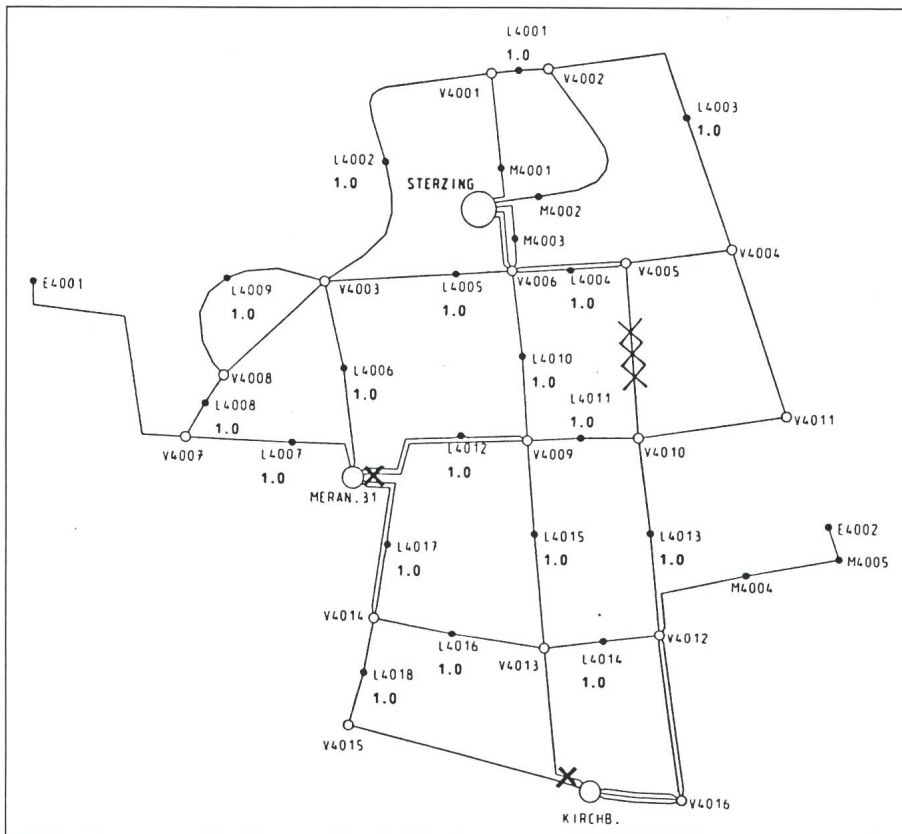 L4001
1.0
V4001
V4002
L4003
1.0
L4002
1.0
M4001
STERZING
M4002
M4003
V4004
E4001
L4009
1.0
V4003
L4005
1.0
V4006
L4004
1.0
V4005
L4006
1.0
L4010
1.0
V4008
L4008
1.0
L4011
1.0
V4011
V4007
L4007
1.0
L4012
1.0
V4009
V4010
MERAN.31
E4002
L4017
1.0
L4015
1.0
L4013
1.0
M4005
M4004
V4014
L4016
1.0
V4013
L4014
1.0
V4012
L4018
1.0
V4015
V4016
KIRCHB.